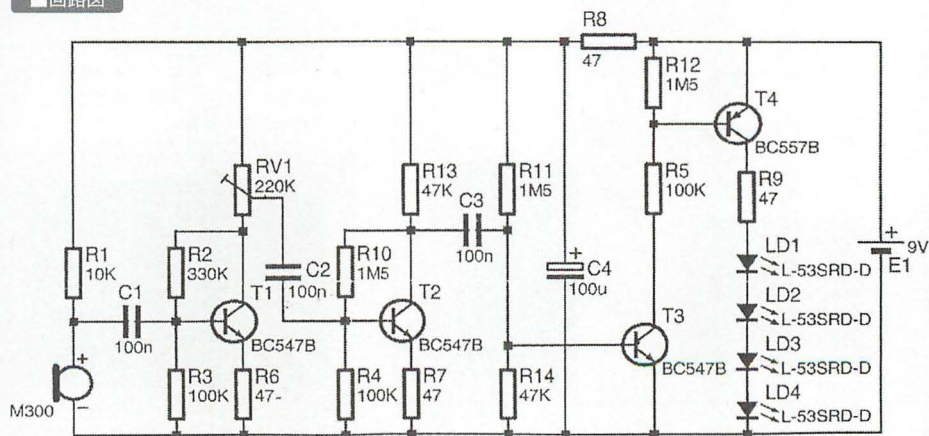 回路図
R8
47
R12
1M5
T4
BC557B
RV1
220K
R13
47K
R11
1M5
R5
100K
R9
47
C3
100n
R1
10K
R2
330K
C2
100n
R10
1M5
C4
100u
LD1
L-53SRD-D
+
9V
E1
C1
100n
T1
BC547B
T2
BC547B
T3
BC547B
LD2
L-53SRD-D
LD3
L-53SRD-D
M300
+
−
R3
100K
R6
47
R4
100K
R7
47
R14
47K
LD4
L-53SRD-D
+